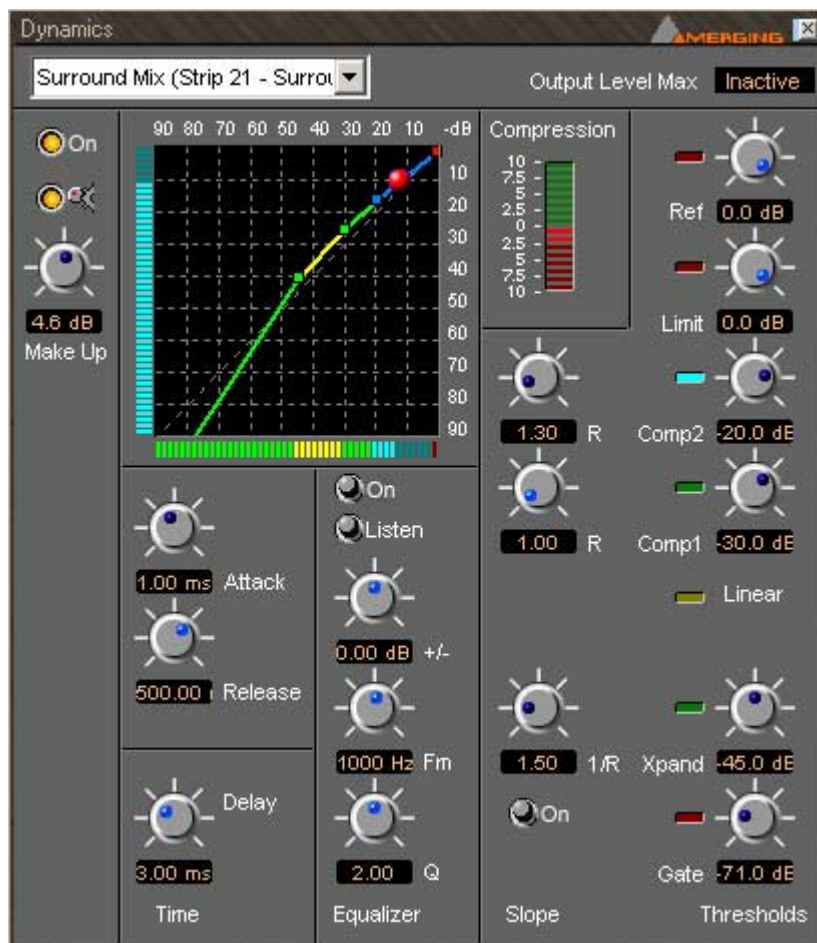 Dynamics
AMERGING
Surround Mix (Strip 21 - Surrou
Output Level Max Inactive
On
4.6 dB
Make Up
90 80 70 60 50 40 30 20 10 -dB
10
20
30
40
50
60
70
80
90
Compression
10
7.5
5
2.5
0
2.5
5
7.5
10
Ref 0.0 dB
Limit 0.0 dB
1.30 R Comp2 -20.0 dB
1.00 R Comp1 -30.0 dB
Linear
1.50 1/R Xpand -45.0 dB
On
Gate -71.0 dB
Slope Thresholds
1.00 ms Attack
500.00 Release
Delay
3.00 ms
Time
On
Listen
0.00 dB +/-
1000 Hz Fm
2.00 Q
Equalizer